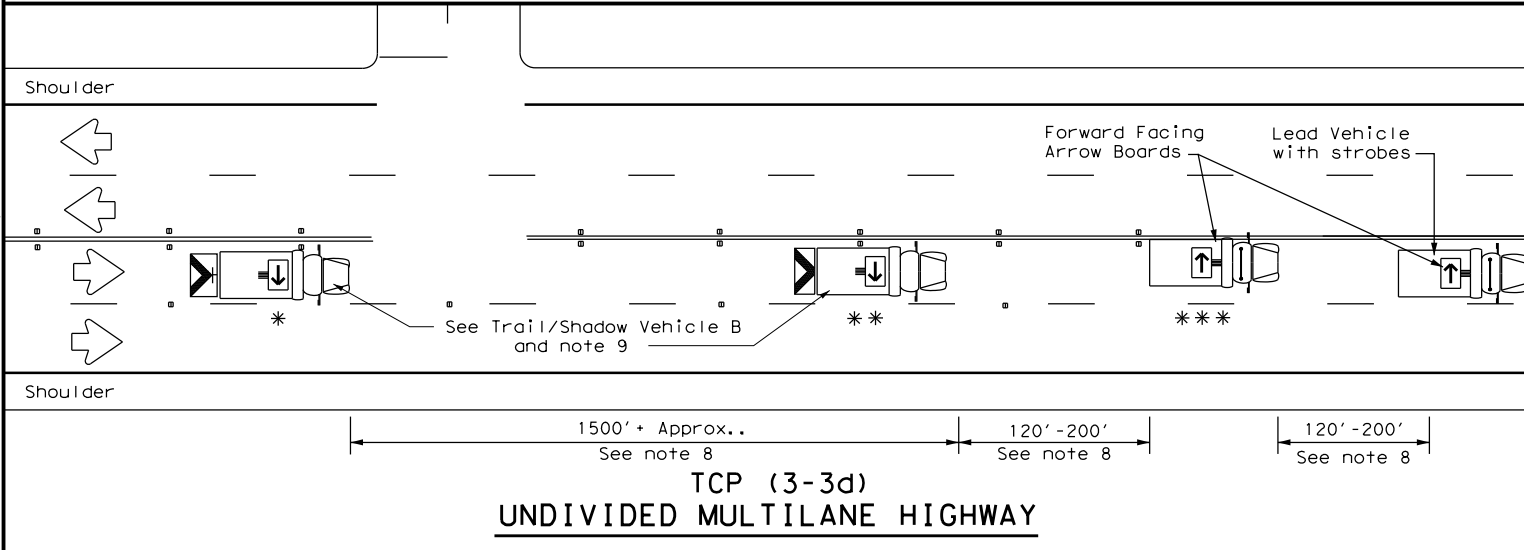 Shoulder
Forward Facing
Arrow Boards
Lead Vehicle
with strobes
*
**
***
See Trail/Shadow Vehicle B
and note 9
Shoulder
1500'+ Approx..
See note 8
120'-200'
See note 8
120'-200'
See note 8
TCP (3-3d)
UNDIVIDED MULTILANE HIGHWAY